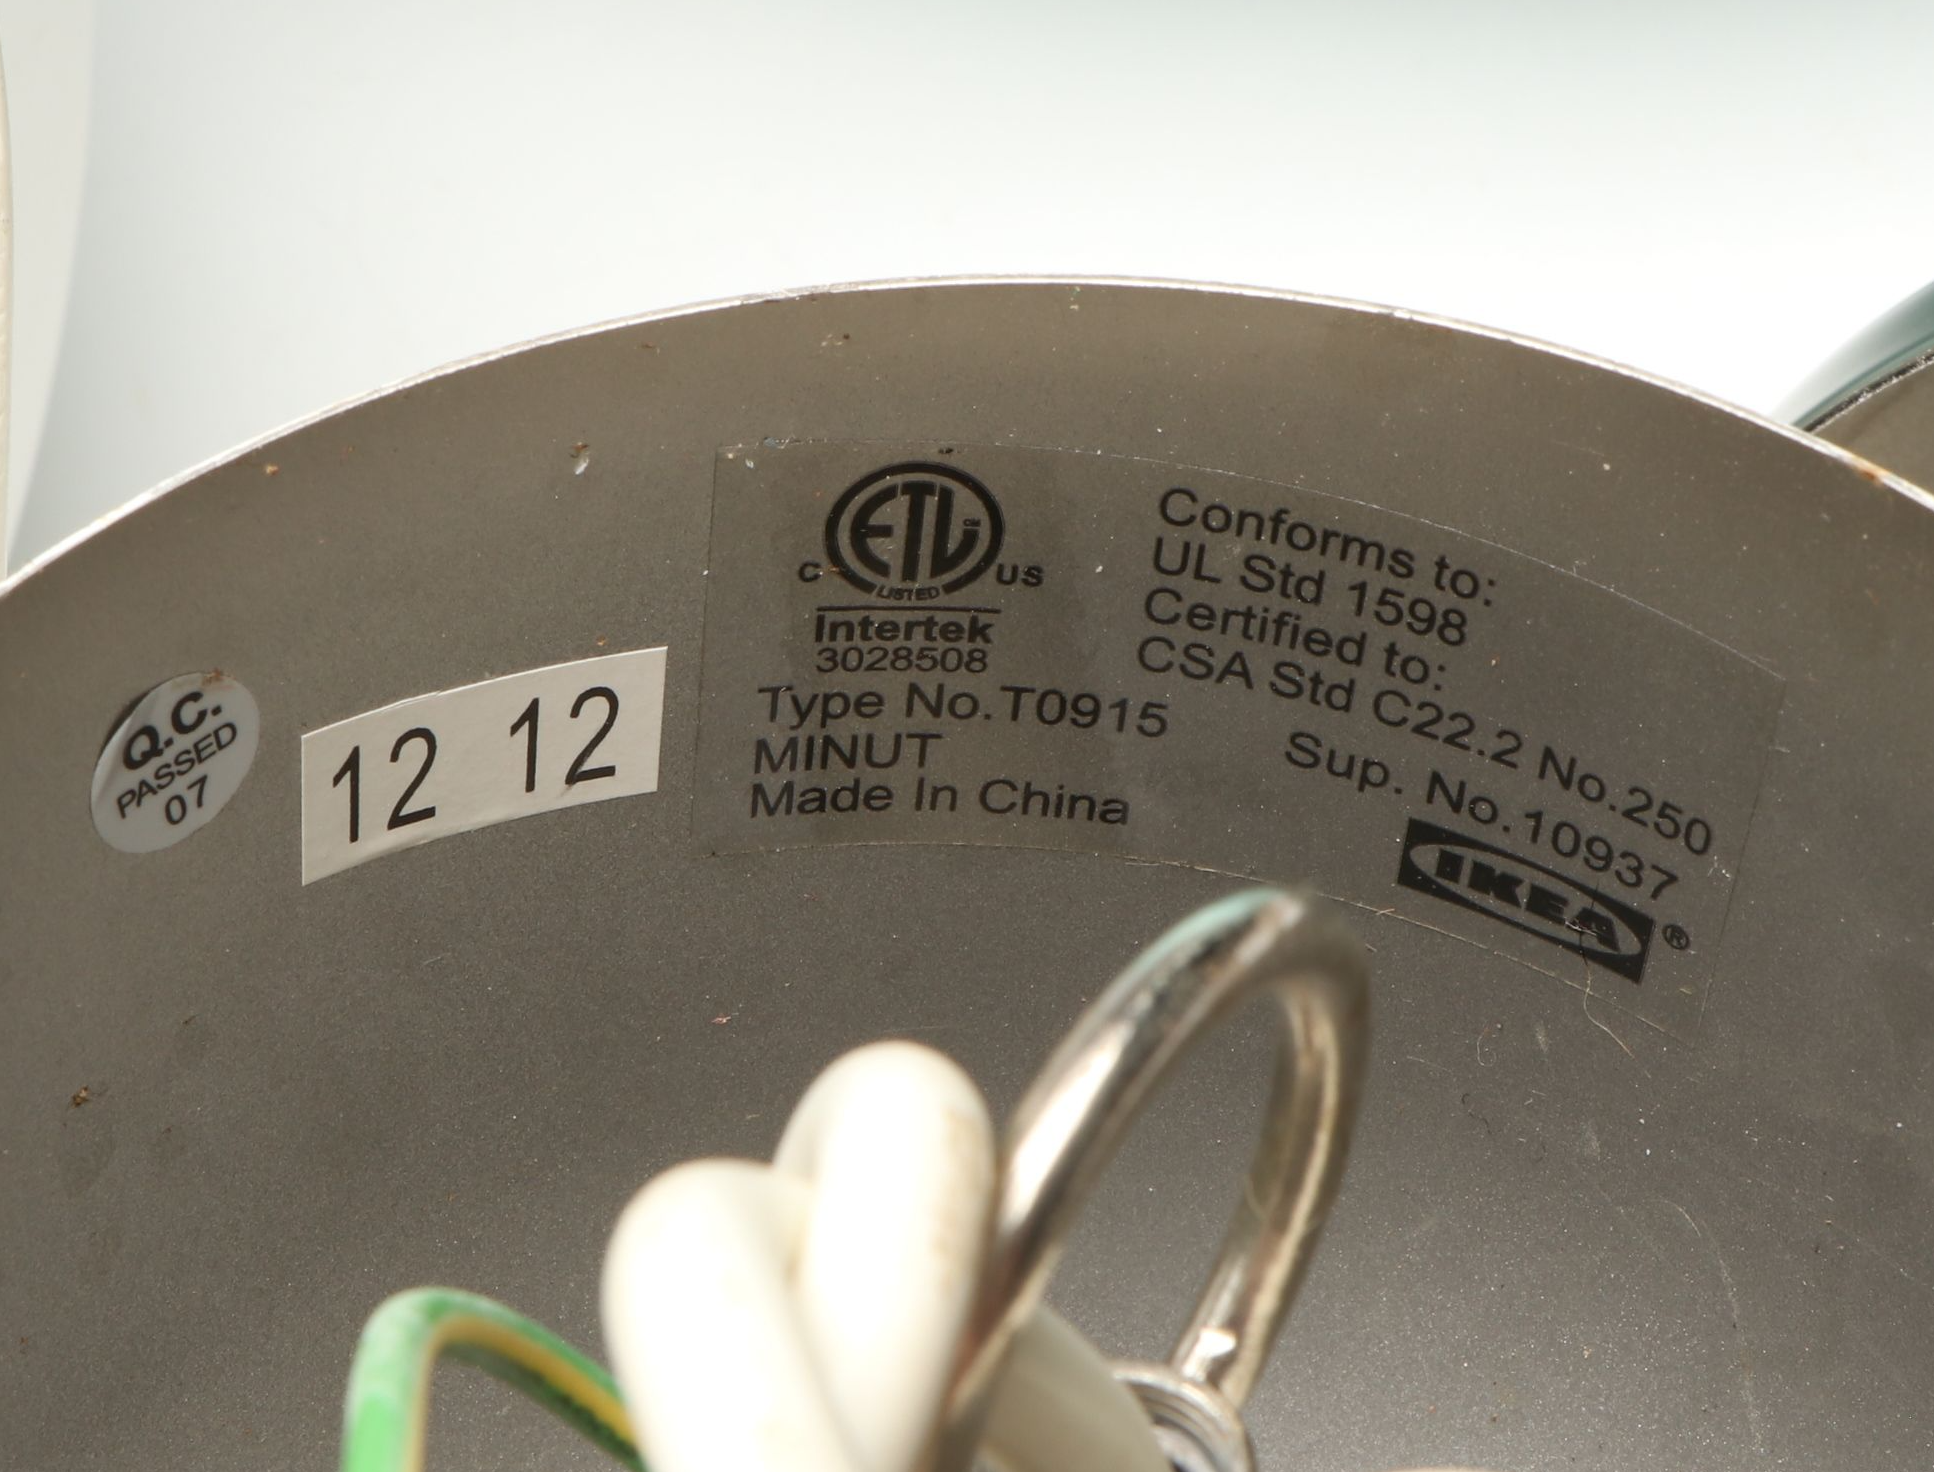 Q.C.
PASSED
07
12 12
ETL CM
C US
LISTED
Intertek
3028508
Type No.T0915
MINUT
Made In China
Conforms to:
UL Std 1598
Certified to:
CSA Std C22.2 No.250
Sup. No.10937
IKEA®